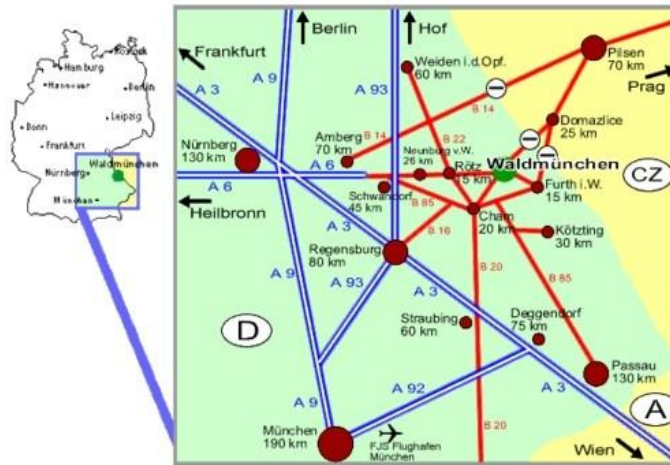 Rostock
Hamburg
Hannover
Berlin
Leipzig
Bonn
Frankfurt
Waldmünchen
Nürnberg
München
Frankfurt
Berlin
Hof
A 3
A 9
A 93
Weiden i.d.Opf.
60 km
Pilsen
70 km
Prag
B 14
Nürnberg
130 km
Amberg
70 km
B 14
B 22
Domazlice
25 km
Neunburg v.W.
26 km
Rötz
15 km
Waldmünchen
CZ
A 6
A 6
Schwandorf
45 km
B 85
Furth i.W.
15 km
Heilbronn
A 3
B 16
Cham
20 km
Kötzting
30 km
Regensburg
80 km
A 9
A 93
A 3
B 20
B 85
D
Straubing
60 km
Deggendorf
75 km
Passau
130 km
A 92
A 9
A 3
A
München
190 km
FJS Flughafen
München
B 20
Wien